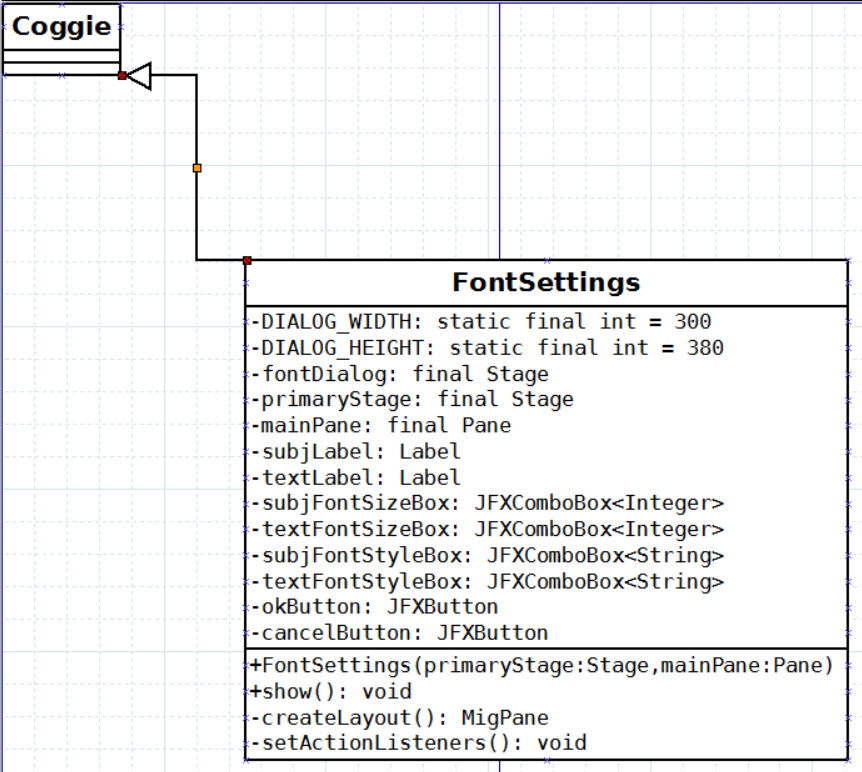 Coggie
FontSettings
-DIALOG_WIDTH: static final int = 300
-DIALOG_HEIGHT: static final int = 380
-fontDialog: final Stage
-primaryStage: final Stage
-mainPane: final Pane
-subjLabel: Label
-textLabel: Label
-subjFontSizeBox: JFXComboBox<Integer>
-textFontSizeBox: JFXComboBox<Integer>
-subjFontStyleBox: JFXComboBox<String>
-textFontStyleBox: JFXComboBox<String>
-okButton: JFXButton
-cancelButton: JFXButton
+FontSettings(primaryStage:Stage,mainPane:Pane)
+show(): void
-createLayout(): MigPane
-setActionListeners(): void